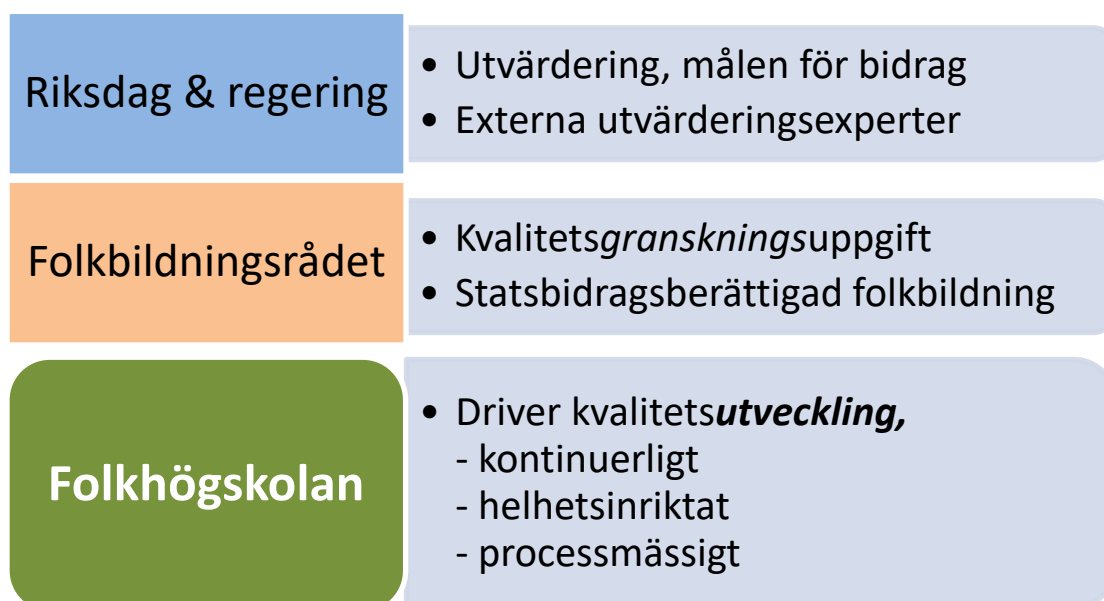 Riksdag & regering
• Utvärdering, målen för bidrag
• Externa utvärderingsexperter
Folkbildningsrådet
• Kvalitetsgranskningsuppgift
• Statsbidragsberättigad folkbildning
Folkhögskolan
• Driver kvalitetsutveckling,
- kontinuerligt
- helhetsinriktat
- processmässigt